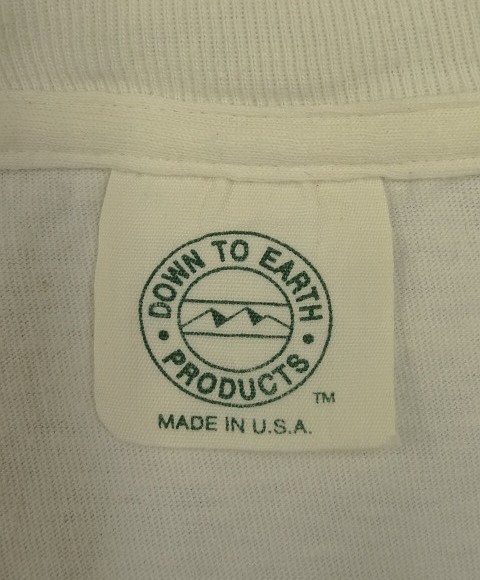 DOWN TO EARTH
• PRODUCTS •
TM
MADE IN U.S.A.